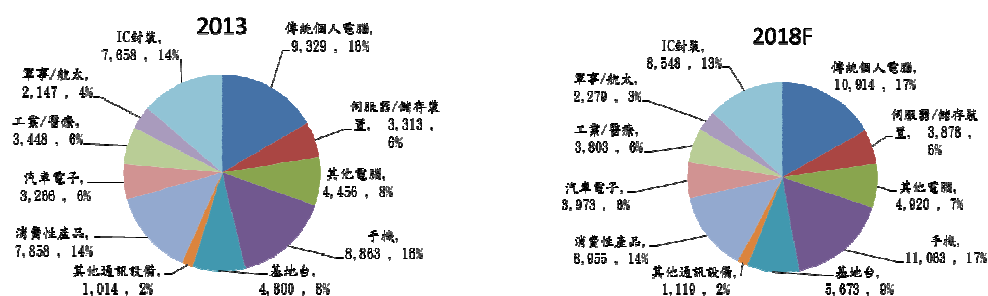 2013
IC封裝,
7,658 , 14%
傳統個人電腦,
9,329 , 16%
軍事/航太,
2,147 , 4%
伺服器/儲存裝
置, 3,313 ,
6%
工業/醫療,
3,448 , 6%
其他電腦,
4,456 , 8%
汽車電子,
3,266 , 6%
消費性產品,
7,858 , 14%
手機,
8,863 , 16%
其他通訊設備,
1,014 , 2%
基地台,
4,800 , 8%
2018F
IC封裝,
8,548 , 13%
傳統個人電腦,
10,914 , 17%
軍事/航太,
2,279 , 3%
伺服器/儲存裝
置, 3,878 ,
6%
工業/醫療,
3,803 , 6%
其他電腦,
4,920 , 7%
汽車電子,
3,973 , 6%
消費性產品,
8,955 , 14%
手機,
11,063 , 17%
其他通訊設備,
1,119 , 2%
基地台,
5,673 , 9%